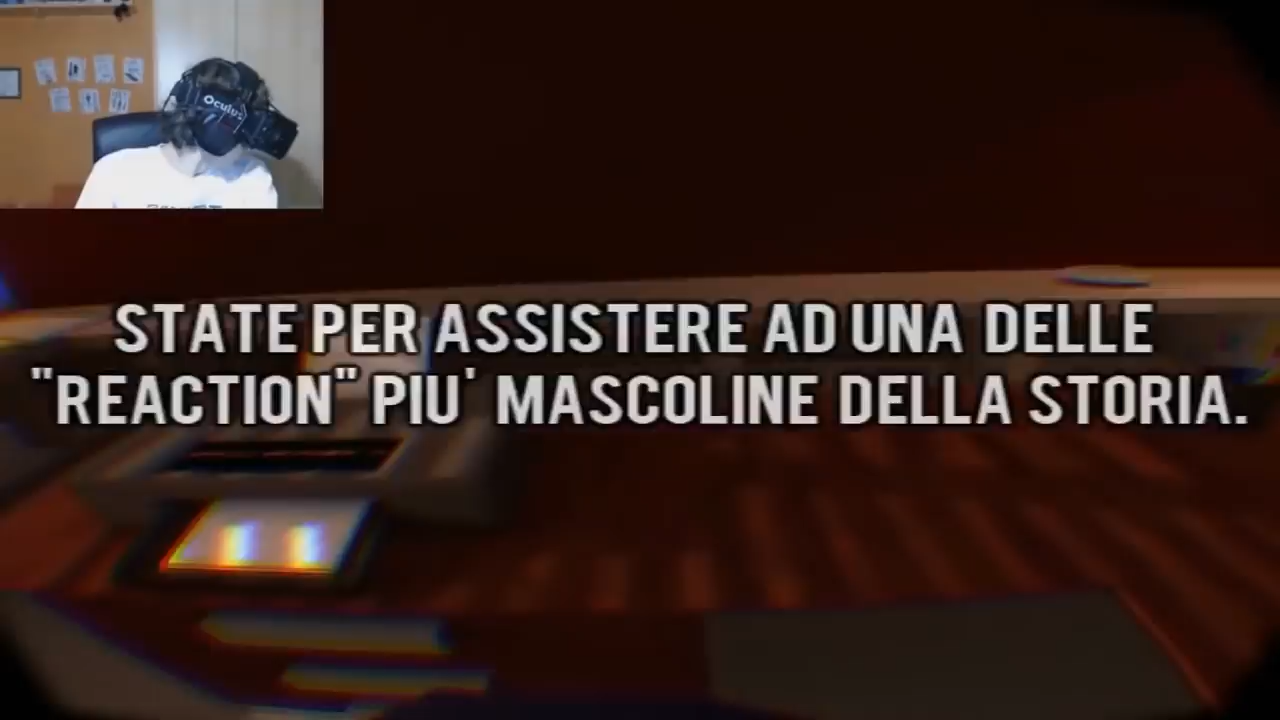 Oculus
STATE PER ASSISTERE AD UNA DELLE
"REACTION" PIU' MASCOLINE DELLA STORIA.